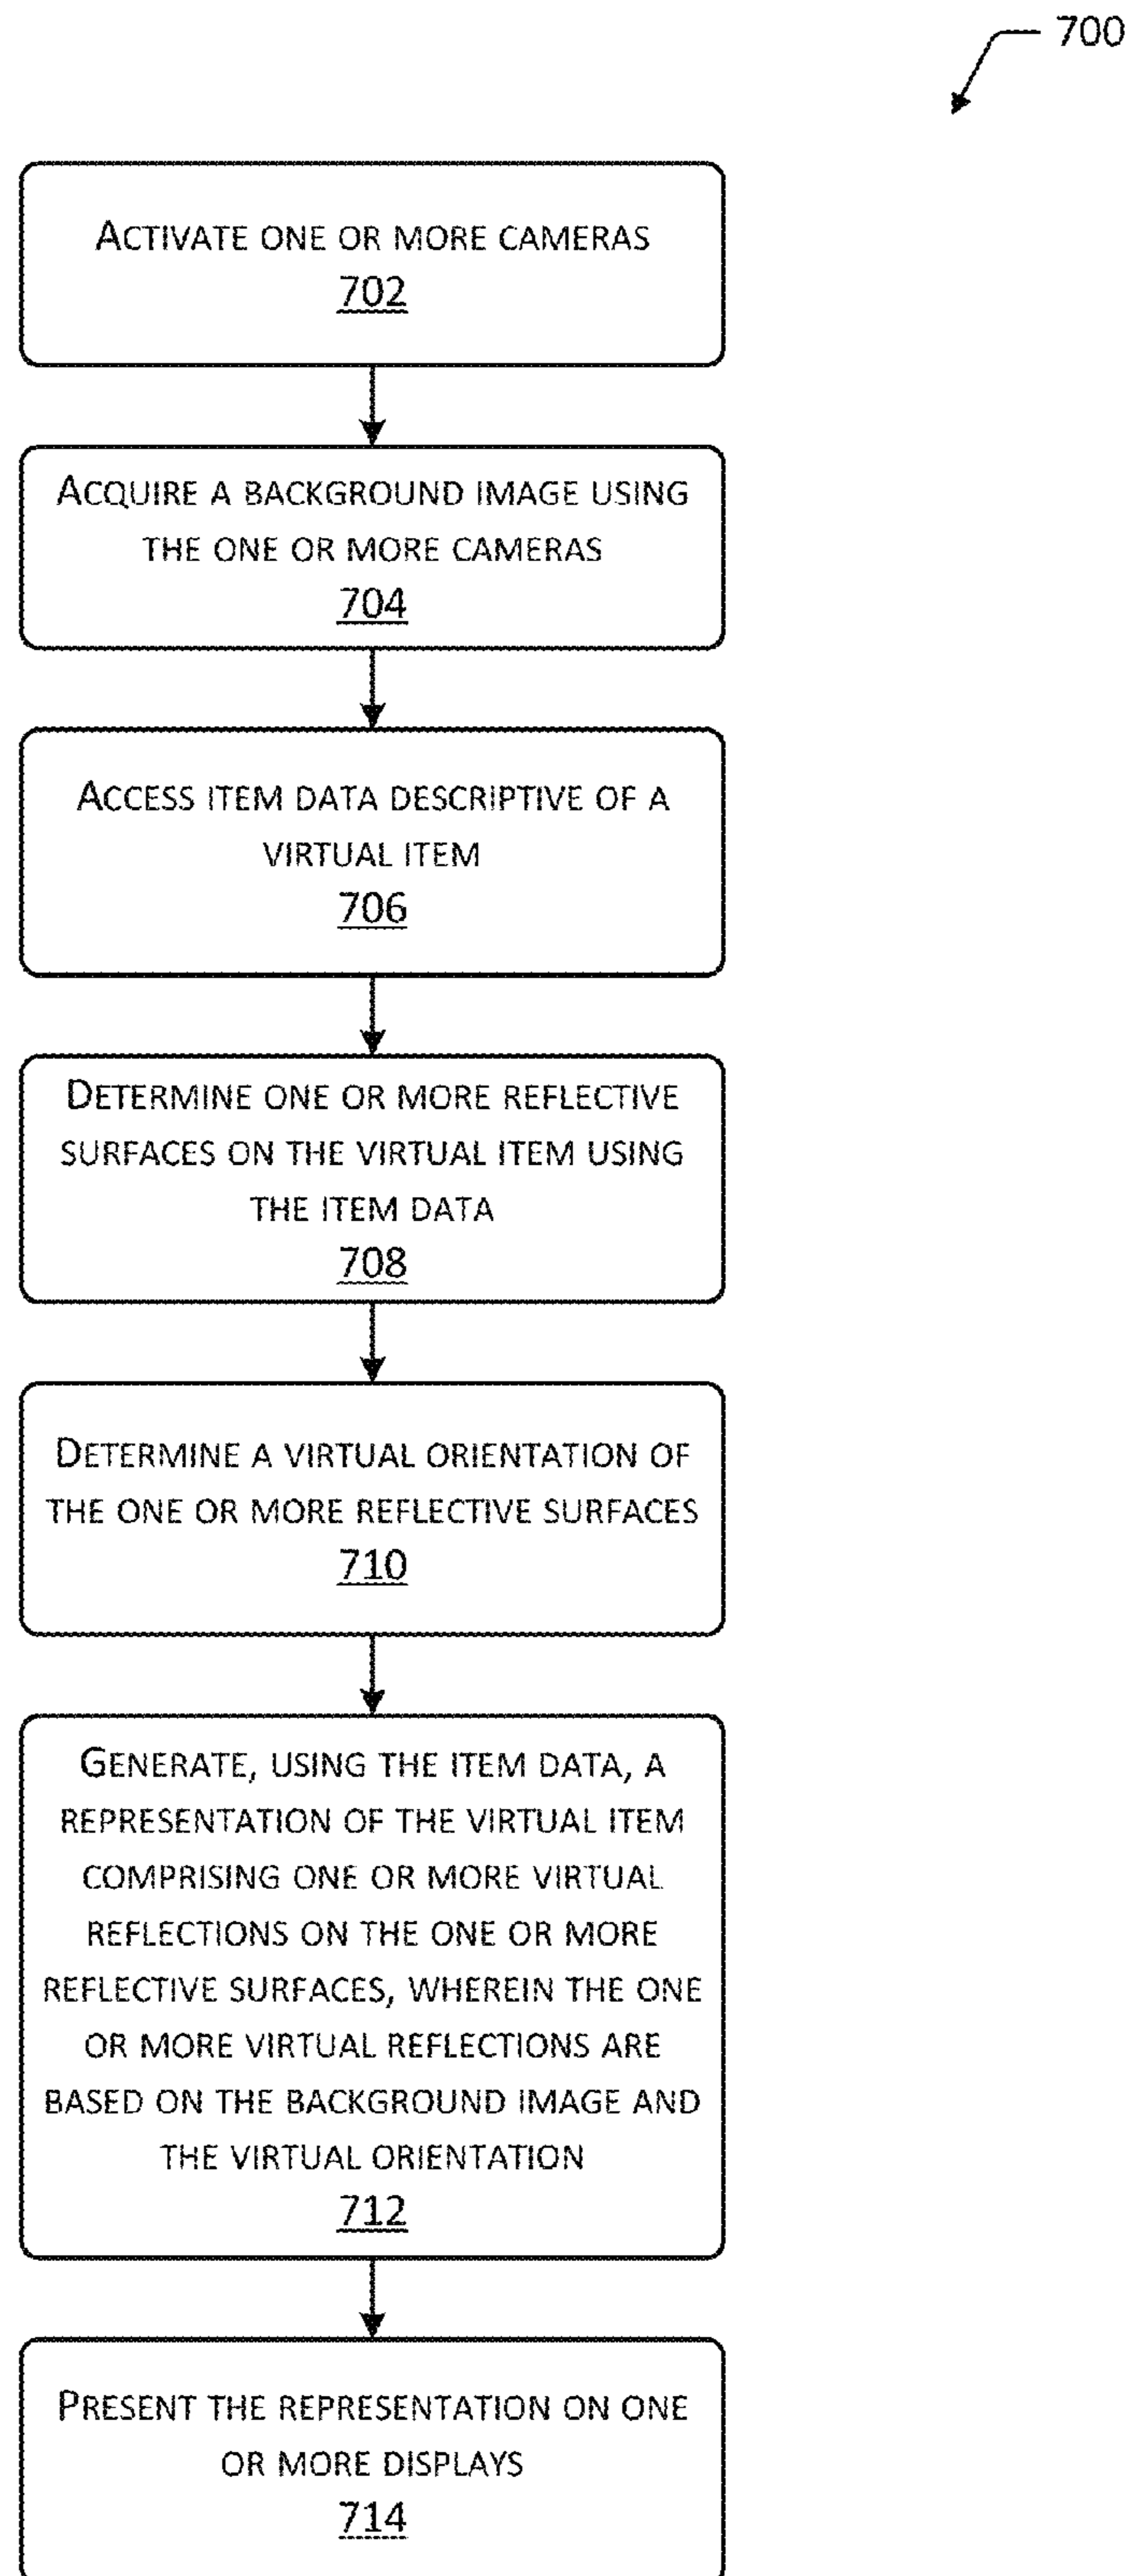 700
ACTIVATE ONE OR MORE CAMERAS
702
ACQUIRE A BACKGROUND IMAGE USING
THE ONE OR MORE CAMERAS
704
ACCESS ITEM DATA DESCRIPTIVE OF A
VIRTUAL ITEM
706
DETERMINE ONE OR MORE REFLECTIVE
SURFACES ON THE VIRTUAL ITEM USING
THE ITEM DATA
708
DETERMINE A VIRTUAL ORIENTATION OF
THE ONE OR MORE REFLECTIVE SURFACES
710
GENERATE, USING THE ITEM DATA, A
REPRESENTATION OF THE VIRTUAL ITEM
COMPRISING ONE OR MORE VIRTUAL
REFLECTIONS ON THE ONE OR MORE
REFLECTIVE SURFACES, WHEREIN THE ONE
OR MORE VIRTUAL REFLECTIONS ARE
BASED ON THE BACKGROUND IMAGE AND
THE VIRTUAL ORIENTATION
712
PRESENT THE REPRESENTATION ON ONE
OR MORE DISPLAYS
714